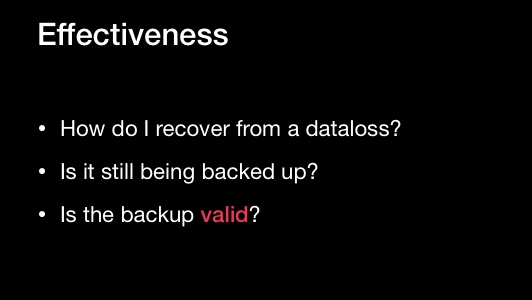 Effectiveness
• How do I recover from a dataloss?
• Is it still being backed up?
• Is the backup valid?